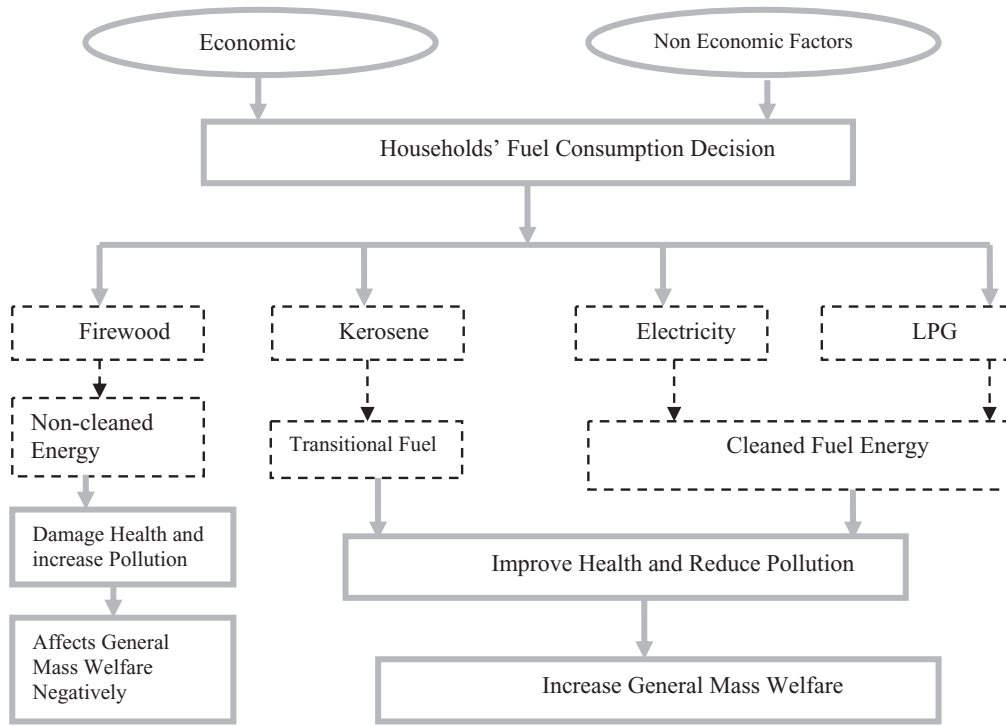 Economic
Non Economic Factors
Households’ Fuel Consumption Decision
Firewood
Kerosene
Electricity
LPG
Non-cleaned
Energy
Transitional Fuel
Cleaned Fuel Energy
Damage Health and
increase Pollution
Improve Health and Reduce Pollution
Affects General
Mass Welfare
Negatively
Increase General Mass Welfare